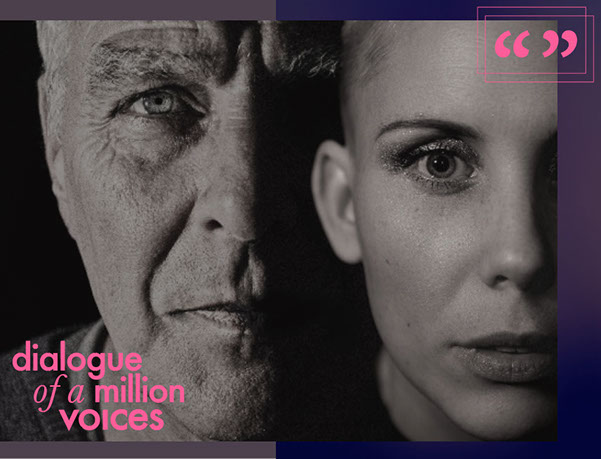 “ ”
dialogue
of a million
voices